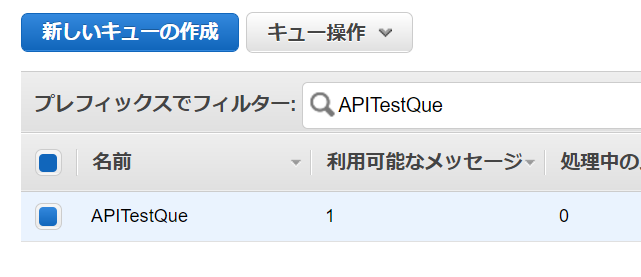 新しいキューの作成 キュー操作
プレフィックスでフィルター: APITestQue
名前 利用可能なメッセージ 処理中の
APITestQue 1 0